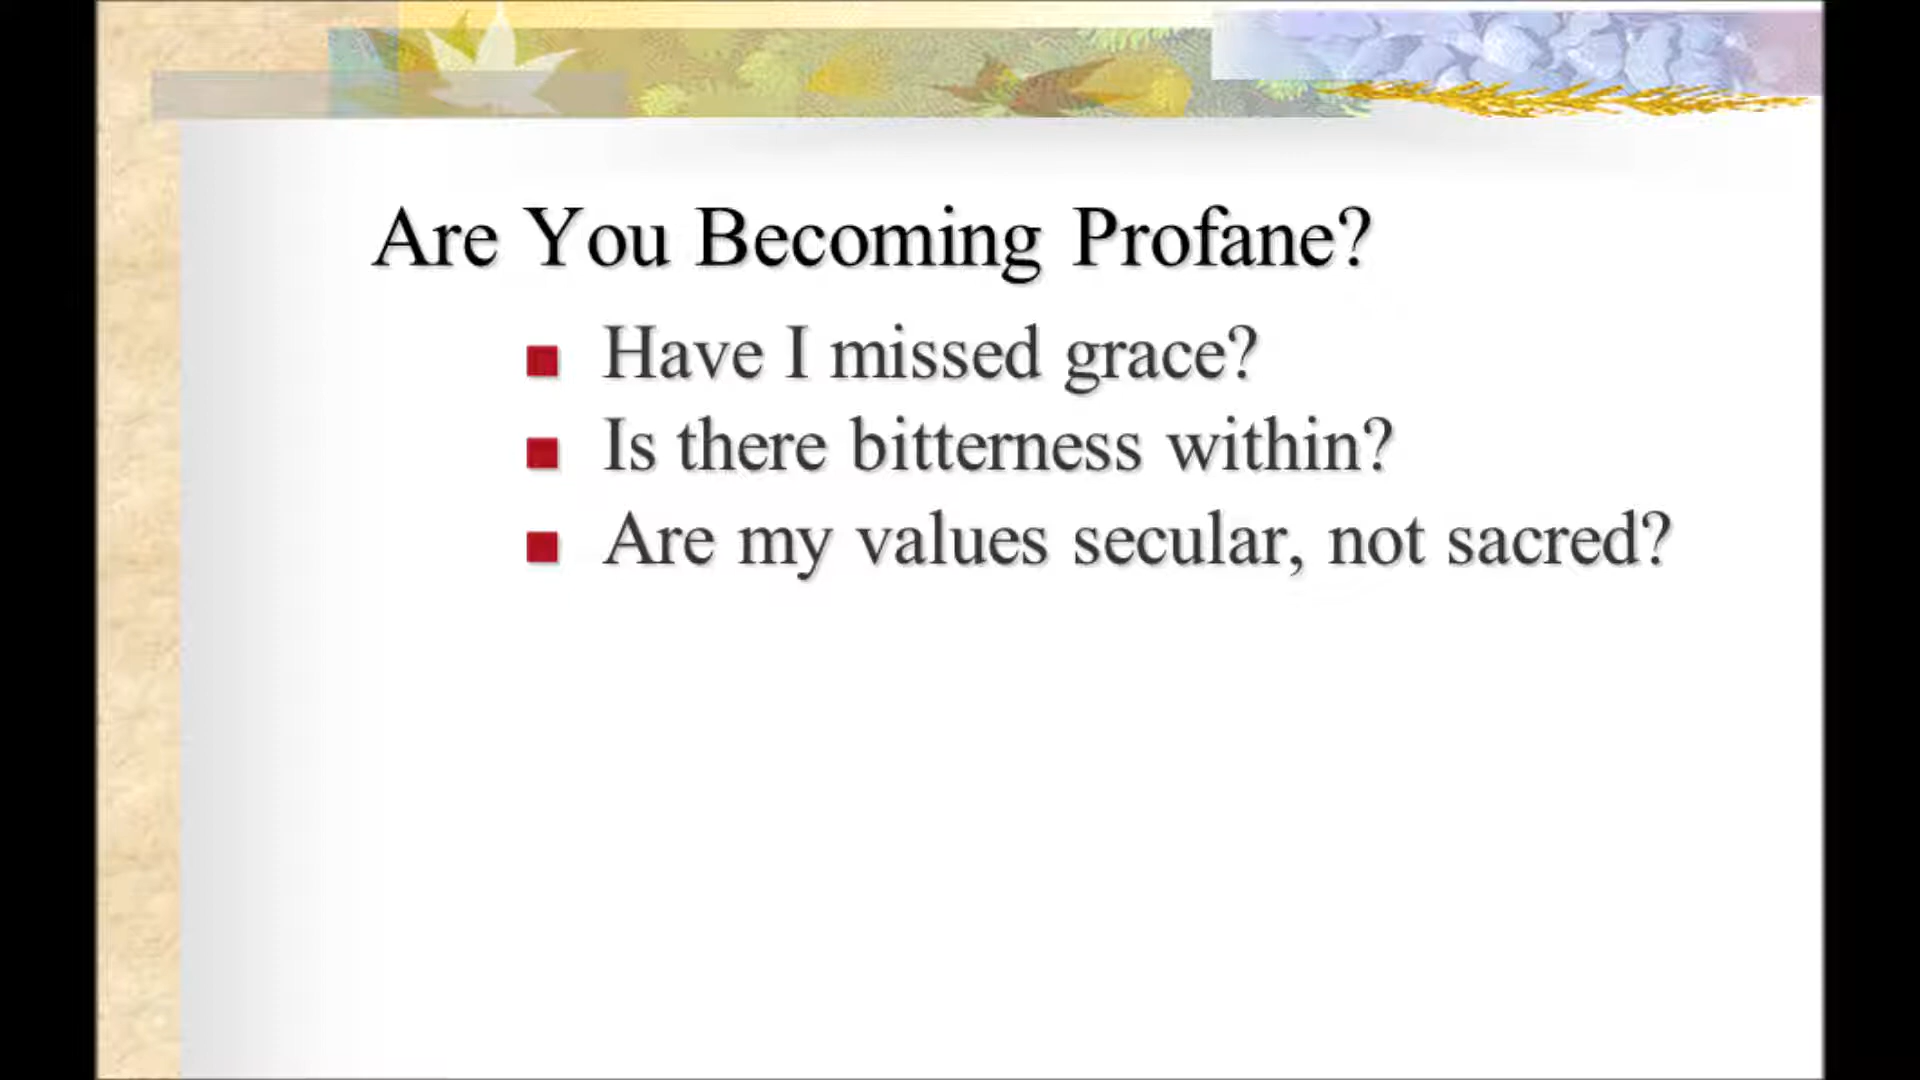 Are You Becoming Profane?
Have I missed grace?
Is there bitterness within?
Are my values secular, not sacred?